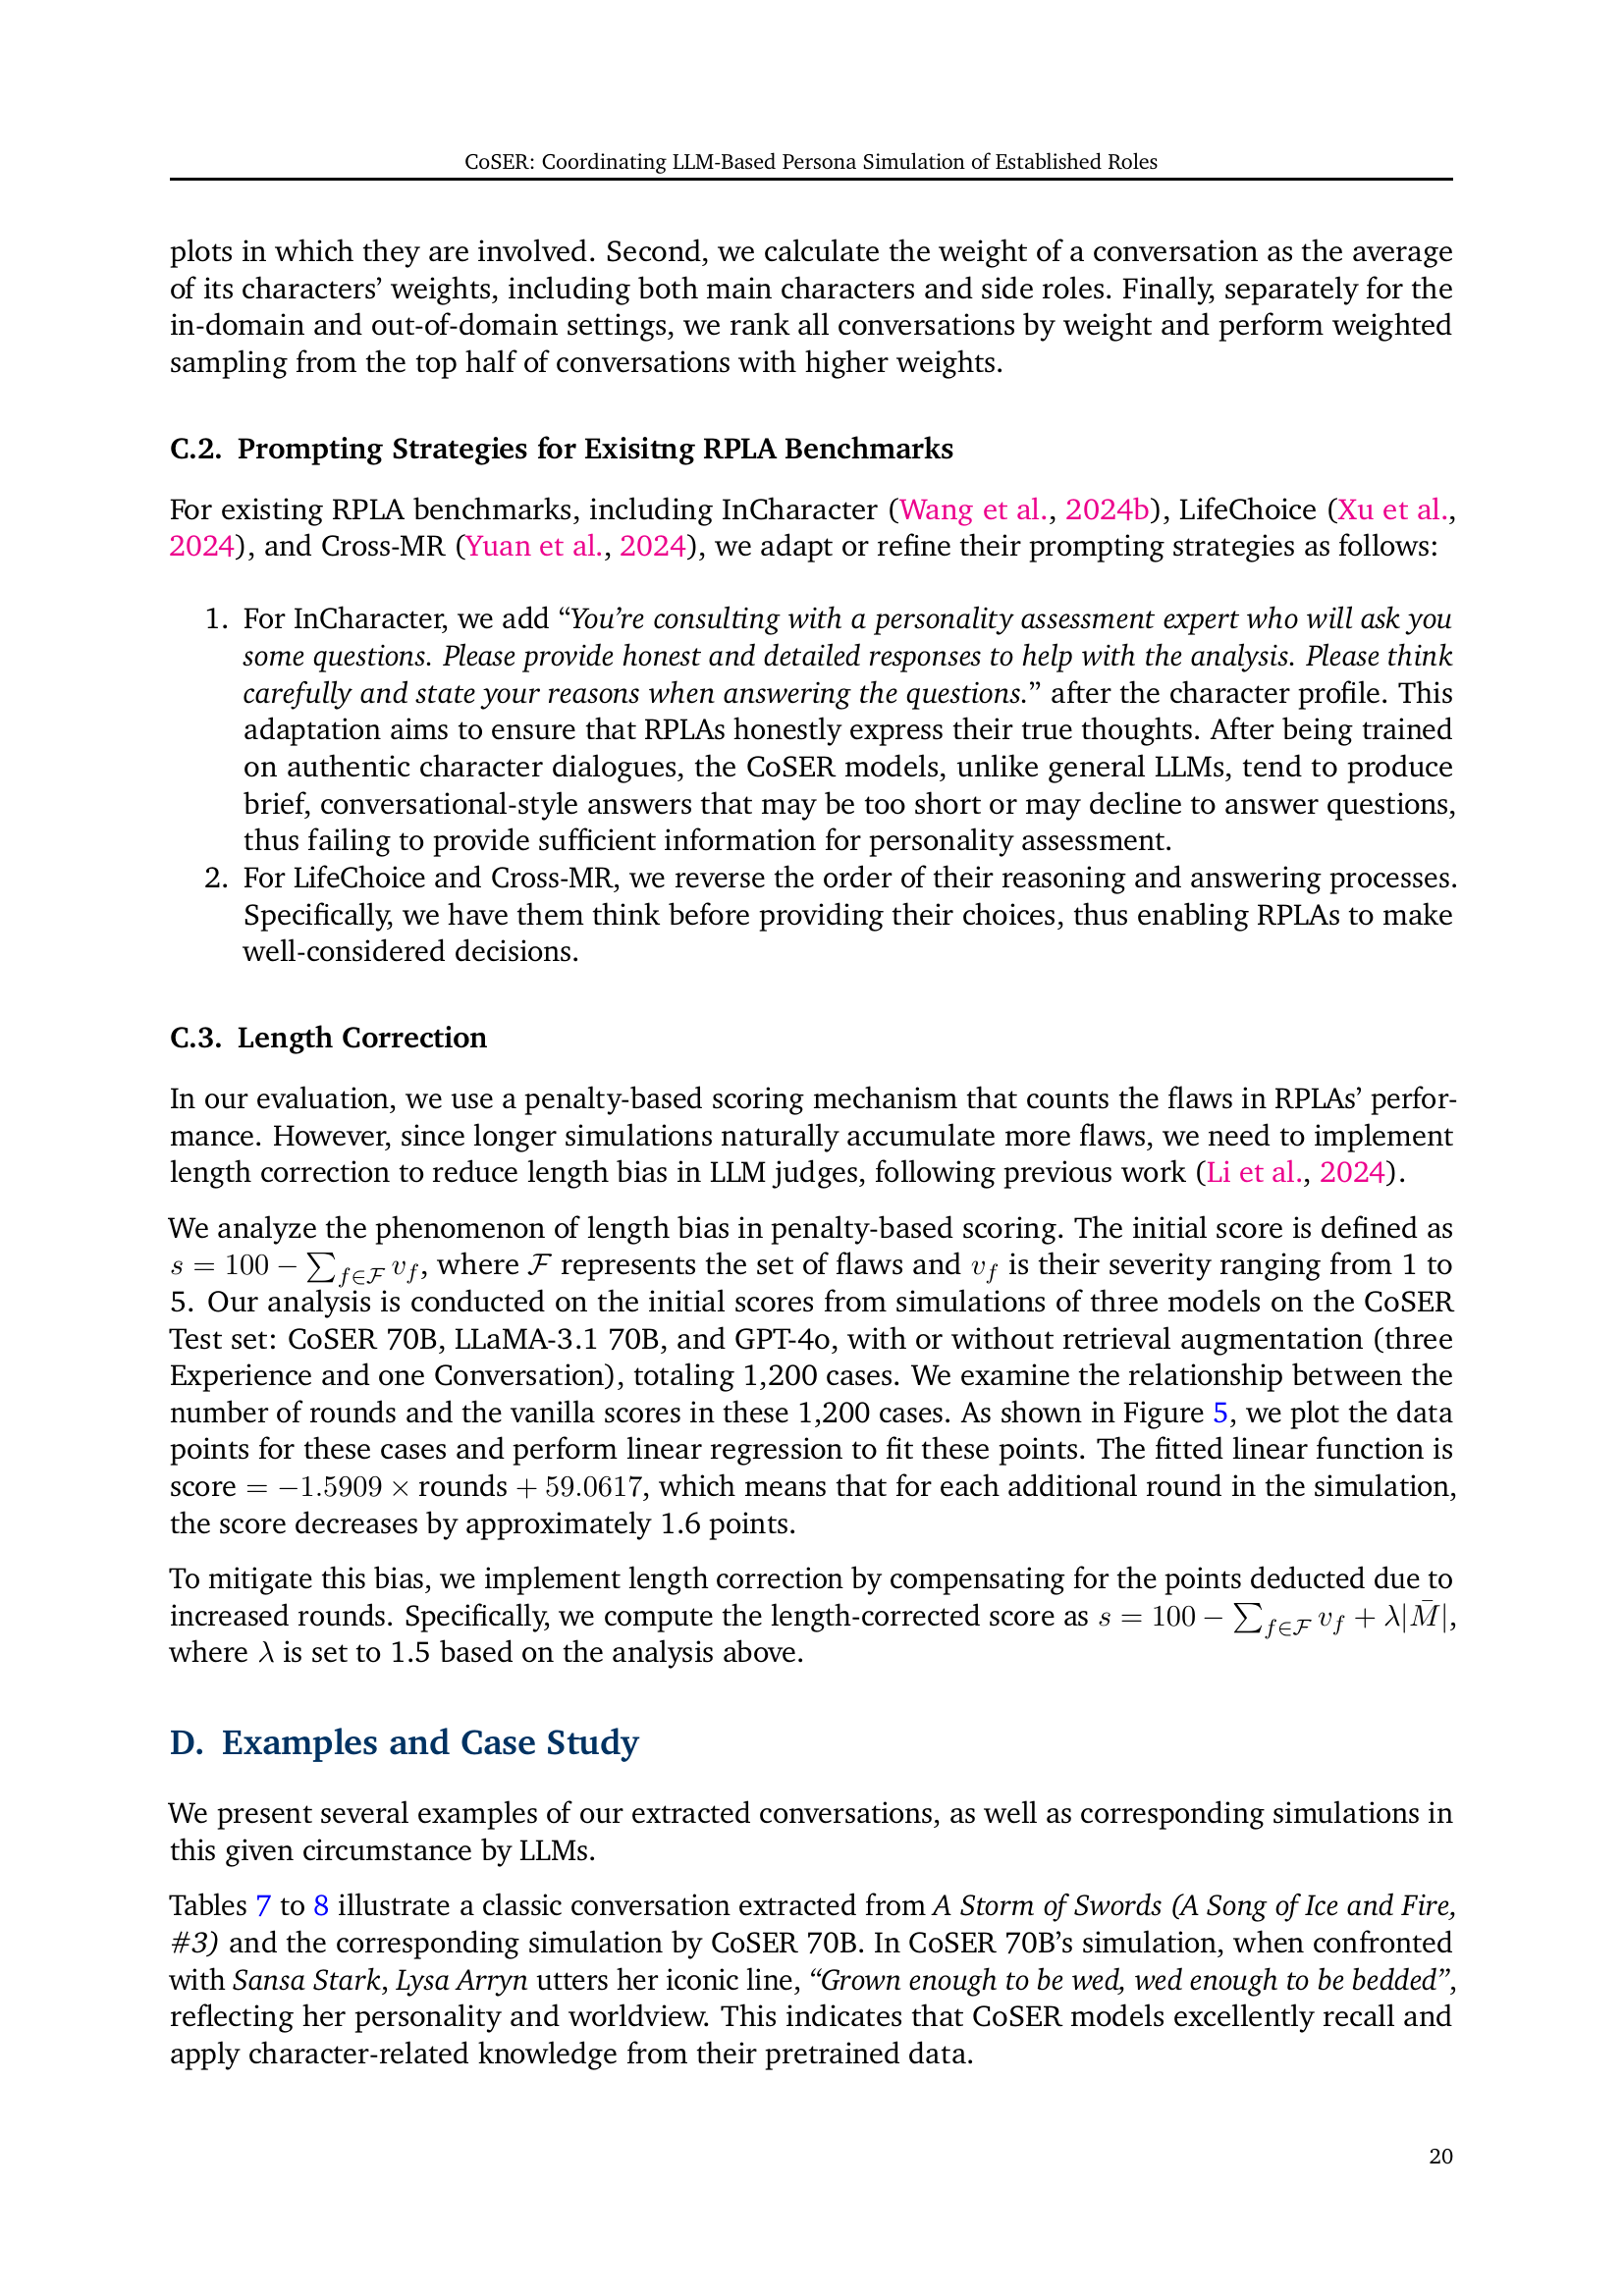 CoSER: Coordinating LLM-Based Persona Simulation of Established Roles
plots in which they are involved. Second, we calculate the weight of a conversation as the average
of its characters’ weights, including both main characters and side roles. Finally, separately for the
in-domain and out-of-domain settings, we rank all conversations by weight and perform weighted
sampling from the top half of conversations with higher weights.
C.2. Prompting Strategies for Exisitng RPLA Benchmarks
For existing RPLA benchmarks, including InCharacter (Wang et al., 2024b), LifeChoice (Xu et al.,
2024), and Cross-MR (Yuan et al., 2024), we adapt or refine their prompting strategies as follows:
1. For InCharacter, we add “You’re consulting with a personality assessment expert who will ask you
some questions. Please provide honest and detailed responses to help with the analysis. Please think
carefully and state your reasons when answering the questions.” after the character profile. This
adaptation aims to ensure that RPLAs honestly express their true thoughts. After being trained
on authentic character dialogues, the CoSER models, unlike general LLMs, tend to produce
brief, conversational-style answers that may be too short or may decline to answer questions,
thus failing to provide sufficient information for personality assessment.
2. For LifeChoice and Cross-MR, we reverse the order of their reasoning and answering processes.
Specifically, we have them think before providing their choices, thus enabling RPLAs to make
well-considered decisions.
C.3. Length Correction
In our evaluation, we use a penalty-based scoring mechanism that counts the flaws in RPLAs’ perfor-
mance. However, since longer simulations naturally accumulate more flaws, we need to implement
length correction to reduce length bias in LLM judges, following previous work (Li et al., 2024).
We analyze the phenomenon of length bias in penalty-based scoring. The initial score is defined as
s = 100 − ∑_{f∈ℱ} v_f, where ℱ represents the set of flaws and v_f is their severity ranging from 1 to
5. Our analysis is conducted on the initial scores from simulations of three models on the CoSER
Test set: CoSER 70B, LLaMA-3.1 70B, and GPT-4o, with or without retrieval augmentation (three
Experience and one Conversation), totaling 1,200 cases. We examine the relationship between the
number of rounds and the vanilla scores in these 1,200 cases. As shown in Figure 5, we plot the data
points for these cases and perform linear regression to fit these points. The fitted linear function is
score = −1.5909 × rounds + 59.0617, which means that for each additional round in the simulation,
the score decreases by approximately 1.6 points.
To mitigate this bias, we implement length correction by compensating for the points deducted due to
increased rounds. Specifically, we compute the length-corrected score as s = 100 − ∑_{f∈ℱ} v_f + λ|M̄|,
where λ is set to 1.5 based on the analysis above.
D. Examples and Case Study
We present several examples of our extracted conversations, as well as corresponding simulations in
this given circumstance by LLMs.
Tables 7 to 8 illustrate a classic conversation extracted from A Storm of Swords (A Song of Ice and Fire,
#3) and the corresponding simulation by CoSER 70B. In CoSER 70B’s simulation, when confronted
with Sansa Stark, Lysa Arryn utters her iconic line, “Grown enough to be wed, wed enough to be bedded”,
reflecting her personality and worldview. This indicates that CoSER models excellently recall and
apply character-related knowledge from their pretrained data.
20